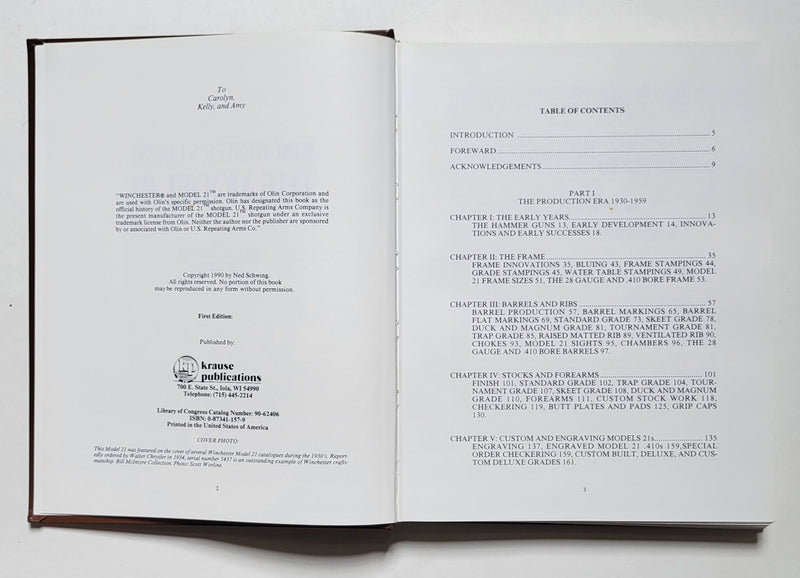 To
Carolyn,
Kelly, and Amy
"WINCHESTER® and MODEL 21™ are trademarks of Olin Corporation and
are used with Olin's specific permission. Olin has designated this book as the
official history of the MODEL 21™ shotgun. U.S. Repeating Arms Company is
the present manufacturer of the MODEL 21™ shotgun under an exclusive
trademark license from Olin. Neither the author nor the publisher are sponsored
by or associated with Olin or U.S. Repeating Arms Co."
Copyright 1990 by Ned Schwing.
All rights reserved. No portion of this book
may be reproduced in any form without permission.
First Edition:
Published by:
kp krause
publications
700 E. State St., Iola, WI 54990
Telephone: (715) 445-2214
Library of Congress Catalog Number: 90-62406
ISBN: 0-87341-157-9
Printed in the United States of America
COVER PHOTO:
This Model 21 was featured on the cover of several Winchester Model 21 catalogues during the 1930's. Report-
edly ordered by Walter Chrysler in 1934, serial number 5437 is an outstanding example of Winchester crafts-
manship. Bill McIntyre Collection. Photo: Scott Wistline.
2
TABLE OF CONTENTS
INTRODUCTION ... 5
FOREWARD ... 6
ACKNOWLEDGEMENTS ... 9
PART I
THE PRODUCTION ERA 1930-1959
CHAPTER I: THE EARLY YEARS ... 13
THE HAMMER GUNS 13, EARLY DEVELOPMENT 14, INNOVA-
TIONS AND EARLY SUCCESSES 18.
CHAPTER II: THE FRAME ... 35
FRAME INNOVATIONS 35, BLUING 43, FRAME STAMPINGS 44,
GRADE STAMPINGS 45, WATER TABLE STAMPINGS 49, MODEL
21 FRAME SIZES 51, THE 28 GAUGE AND .410 BORE FRAME 53.
CHAPTER III: BARRELS AND RIBS ... 57
BARREL PRODUCTION 57, BARREL MARKINGS 65, BARREL
FLAT MARKINGS 69, STANDARD GRADE 73, SKEET GRADE 78,
DUCK AND MAGNUM GRADE 81, TOURNAMENT GRADE 81,
TRAP GRADE 85, RAISED MATTED RIB 89, VENTILATED RIB 90,
CHOKES 93, MODEL 21 SIGHTS 95, CHAMBERS 96, THE 28
GAUGE AND .410 BORE BARRELS 97.
CHAPTER IV: STOCKS AND FOREARMS ... 101
FINISH 101, STANDARD GRADE 102, TRAP GRADE 104, TOUR-
NAMENT GRADE 107, SKEET GRADE 108, DUCK AND MAGNUM
GRADE 110, FOREARMS 111, CUSTOM STOCK WORK 118,
CHECKERING 119, BUTT PLATES AND PADS 125, GRIP CAPS
130.
CHAPTER V: CUSTOM AND ENGRAVING MODELS 21s ... 135
ENGRAVING 137, ENGRAVED MODEL 21 .410s 159,SPECIAL
ORDER CHECKERING 159, CUSTOM BUILT, DELUXE, AND CUS-
TOM DELUXE GRADES 161.
3